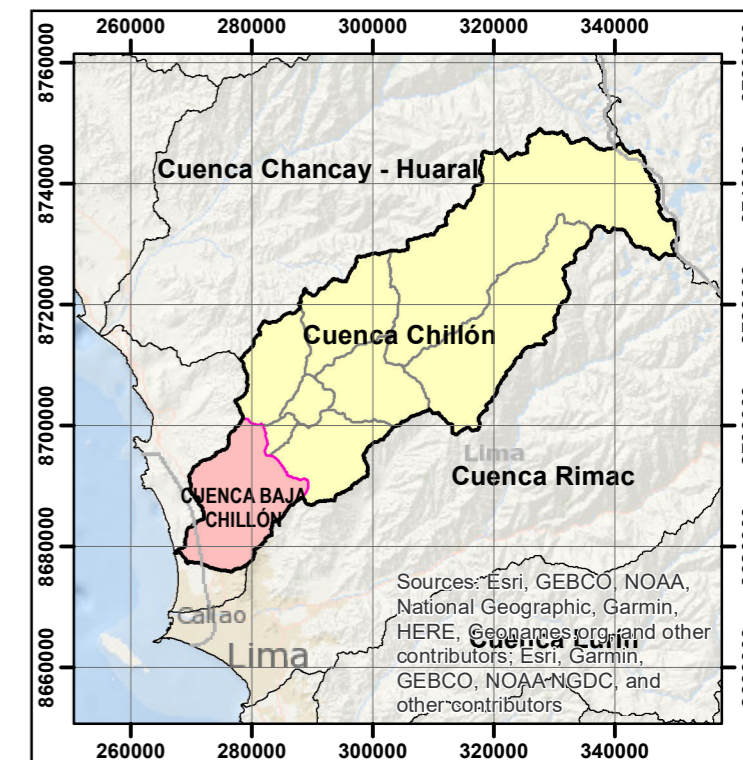 260000 280000 300000 320000 340000
8760000
8740000
8720000
8700000
8680000
8660000
Cuenca Chancay - Huaral
Cuenca Chillón
Lima
Cuenca Rimac
CUENCA BAJA
CHILLÓN
Callao
Lima
Cuenca Lurín
Sources: Esri, GEBCO, NOAA,
National Geographic, Garmin,
HERE, Geonames.org, and other
contributors; Esri, Garmin,
GEBCO, NOAA NGDC, and
other contributors
260000 280000 300000 320000 340000